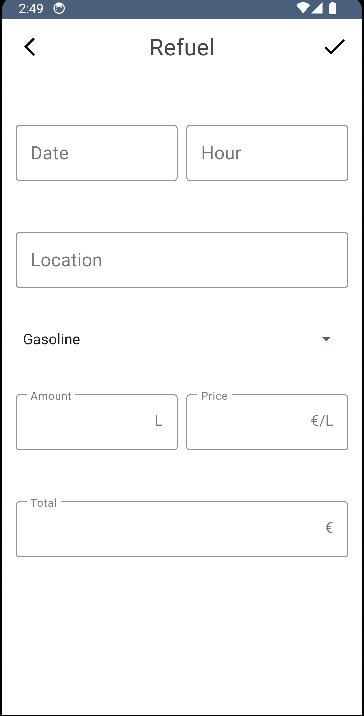 2:49
Refuel
Date Hour
Location
Gasoline
Amount Price
L €/L
Total
€